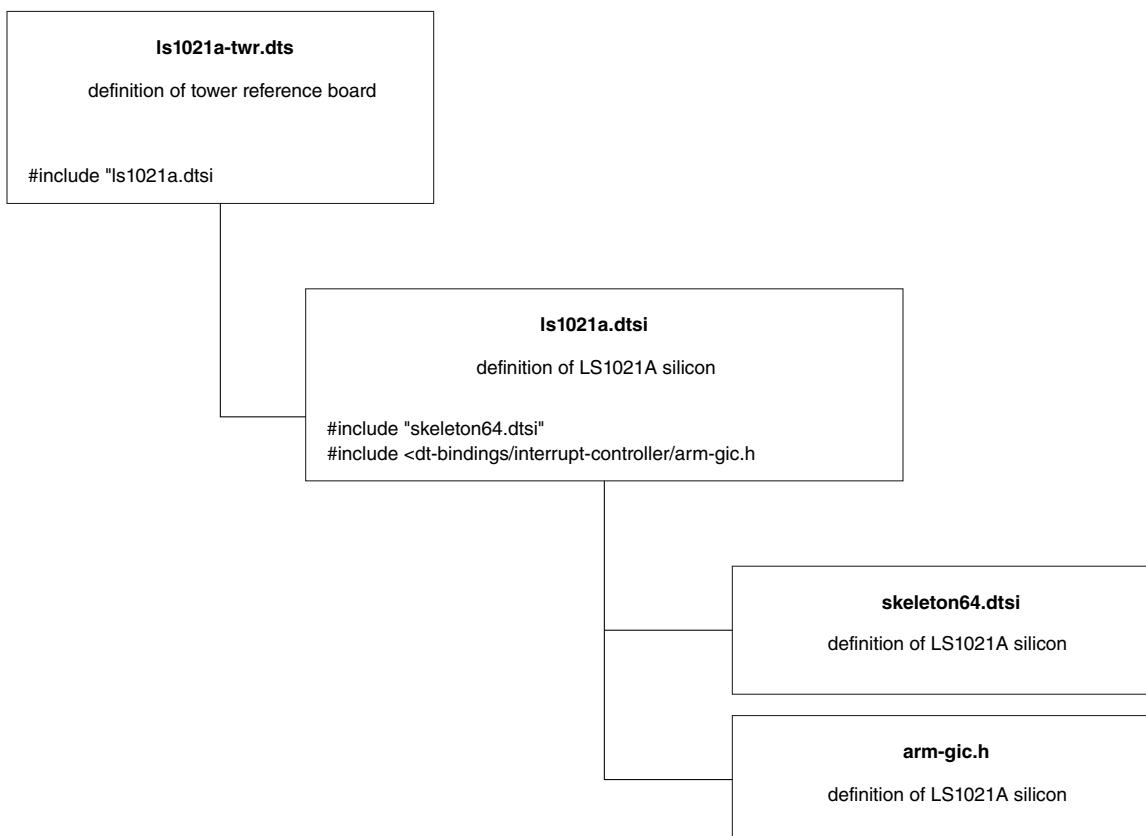 ls1021a-twr.dts
definition of tower reference board
#include "ls1021a.dtsi
ls1021a.dtsi
definition of LS1021A silicon
#include "skeleton64.dtsi"
#include <dt-bindings/interrupt-controller/arm-gic.h
skeleton64.dtsi
definition of LS1021A silicon
arm-gic.h
definition of LS1021A silicon